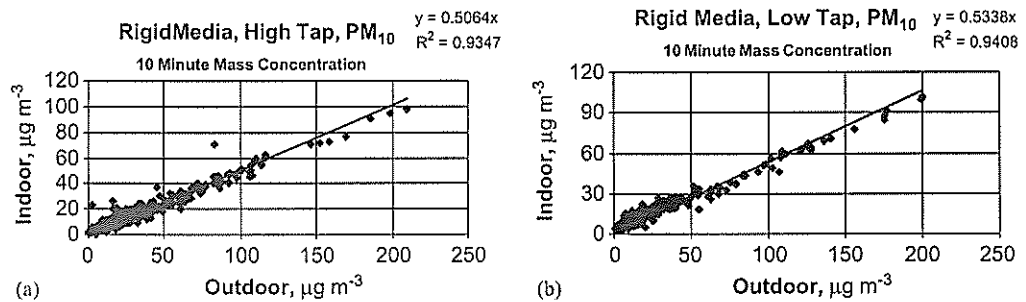 RigidMedia, High Tap, PM10
y = 0.5064x
R2 = 0.9347
10 Minute Mass Concentration
Indoor, µg m-3
120
100
80
60
40
20
0
0 50 100 150 200 250
Outdoor, µg m-3
(a)
Rigid Media, Low Tap, PM10
y = 0.5338x
R2 = 0.9408
10 Minute Mass Concentration
Indoor, µg m-3
120
90
60
30
0
0 50 100 150 200 250
Outdoor, µg m-3
(b)